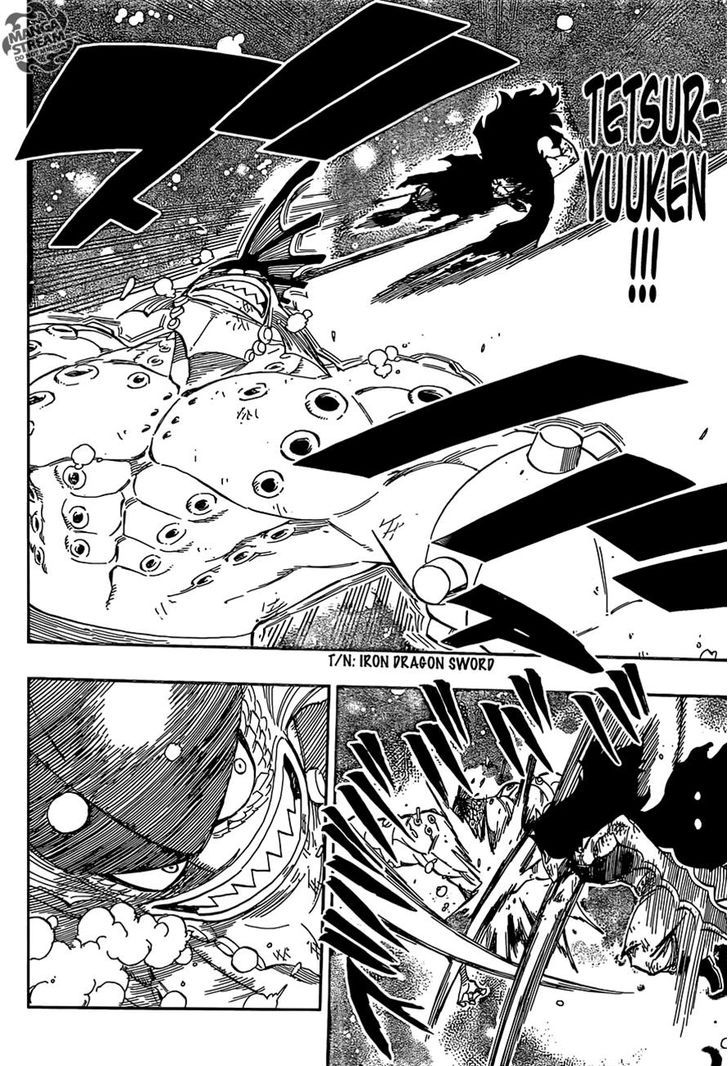 MANGA
STREAM
TETSUR-
YUUKEN
!!!
T/N: IRON DRAGON SWORD